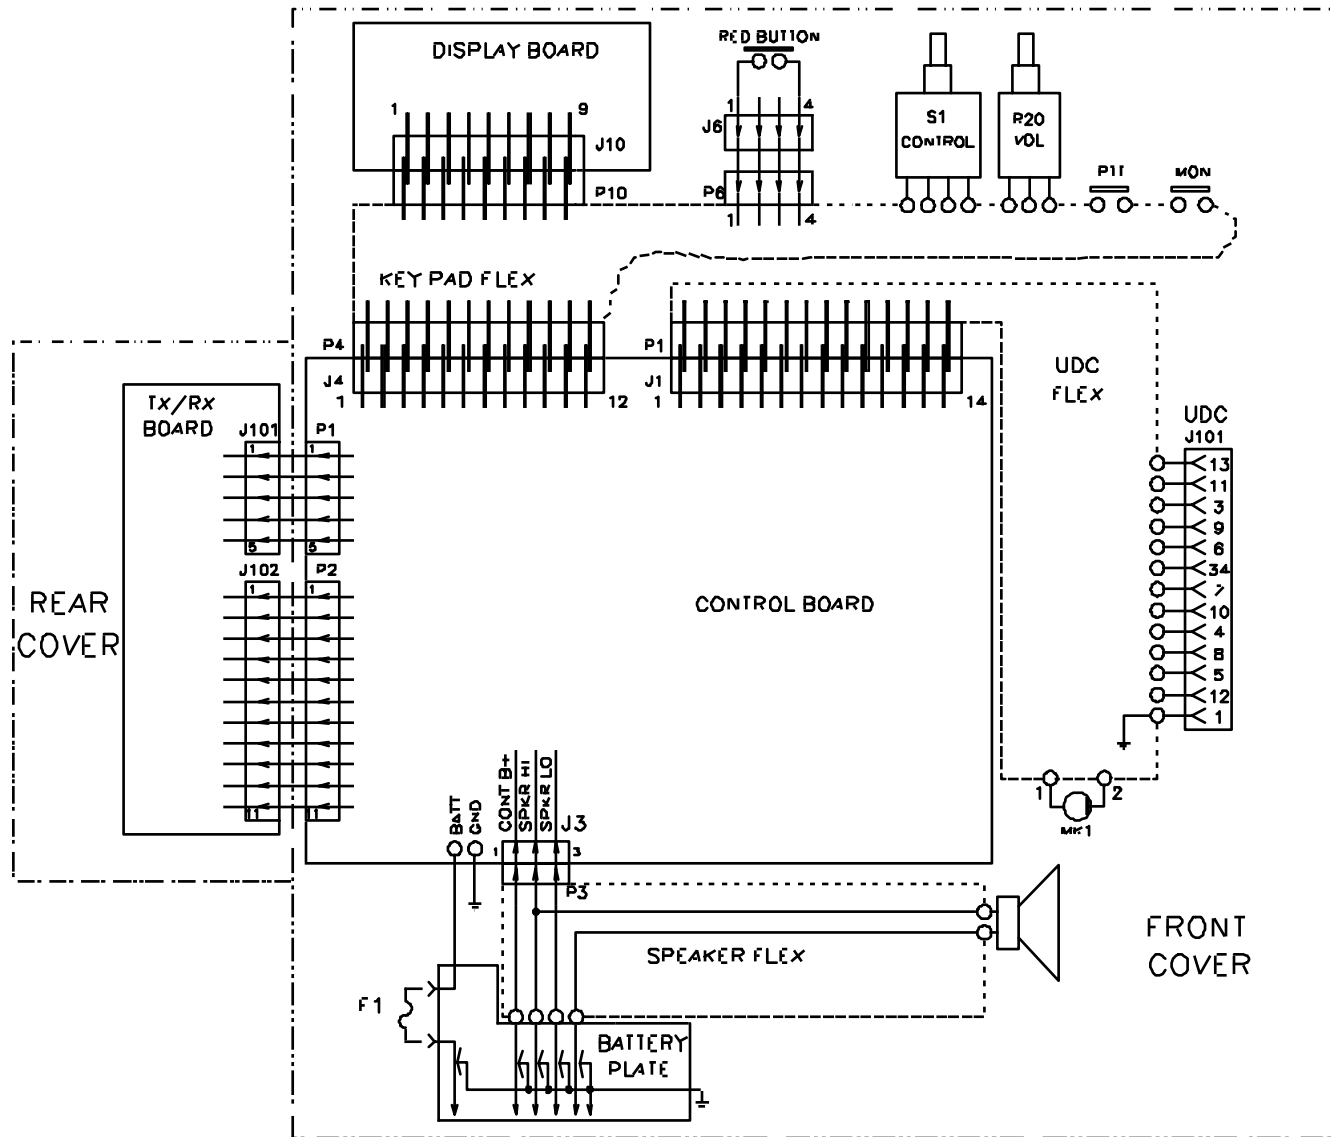 DISPLAY BOARD
1 9
J10
P10
RED BUTTON
1 4
J6
P6
1 4
S1
CONTROL
R20
VOL
PTT
MON
KEY PAD FLEX
P4
J4
1 12
P1
J1
1 14
UDC
FLEX
UDC
J101
13
11
3
9
6
34
7
10
4
8
5
12
1
TX/RX
BOARD
J101 P1
1 1
5 5
J102 P2
1 1
11 11
REAR
COVER
CONTROL BOARD
1 2
MK1
BATT
GND
CONT B+
SPKR HI
SPKR LO
J3
1 3
P3
SPEAKER FLEX
FRONT
COVER
F1
BATTERY
PLATE